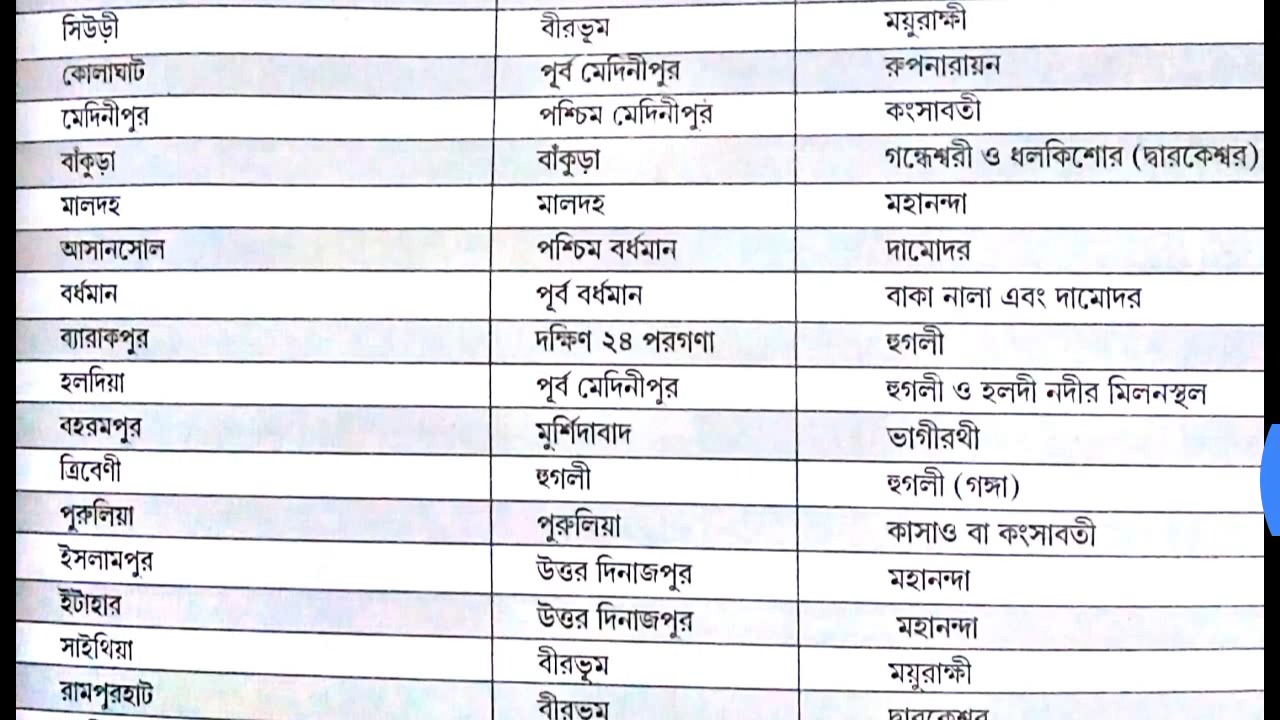 সিউড়ী বীরভূম ময়ুরাক্ষী
কোলাঘাট পূর্ব মেদিনীপুর রুপনারায়ন
মেদিনীপুর পশ্চিম মেদিনীপুর কংসাবতী
বাঁকুড়া বাঁকুড়া গন্ধেশ্বরী ও ধলকিশোর (দ্বারকেশ্বর)
মালদহ মালদহ মহানন্দা
আসানসোল পশ্চিম বর্ধমান দামোদর
বর্ধমান পূর্ব বর্ধমান বাকা নালা এবং দামোদর
ব্যারাকপুর দক্ষিণ ২৪ পরগণা হুগলী
হলদিয়া পূর্ব মেদিনীপুর হুগলী ও হলদী নদীর মিলনস্থল
বহরমপুর মুর্শিদাবাদ ভাগীরথী
ত্রিবেণী হুগলী হুগলী (গঙ্গা)
পুরুলিয়া পুরুলিয়া কাসাও বা কংসাবতী
ইসলামপুর উত্তর দিনাজপুর মহানন্দা
ইটাহার উত্তর দিনাজপুর মহানন্দা
সাইথিয়া বীরভূম ময়ুরাক্ষী
রামপুরহাট বীরভূম দ্বারকেশ্বর